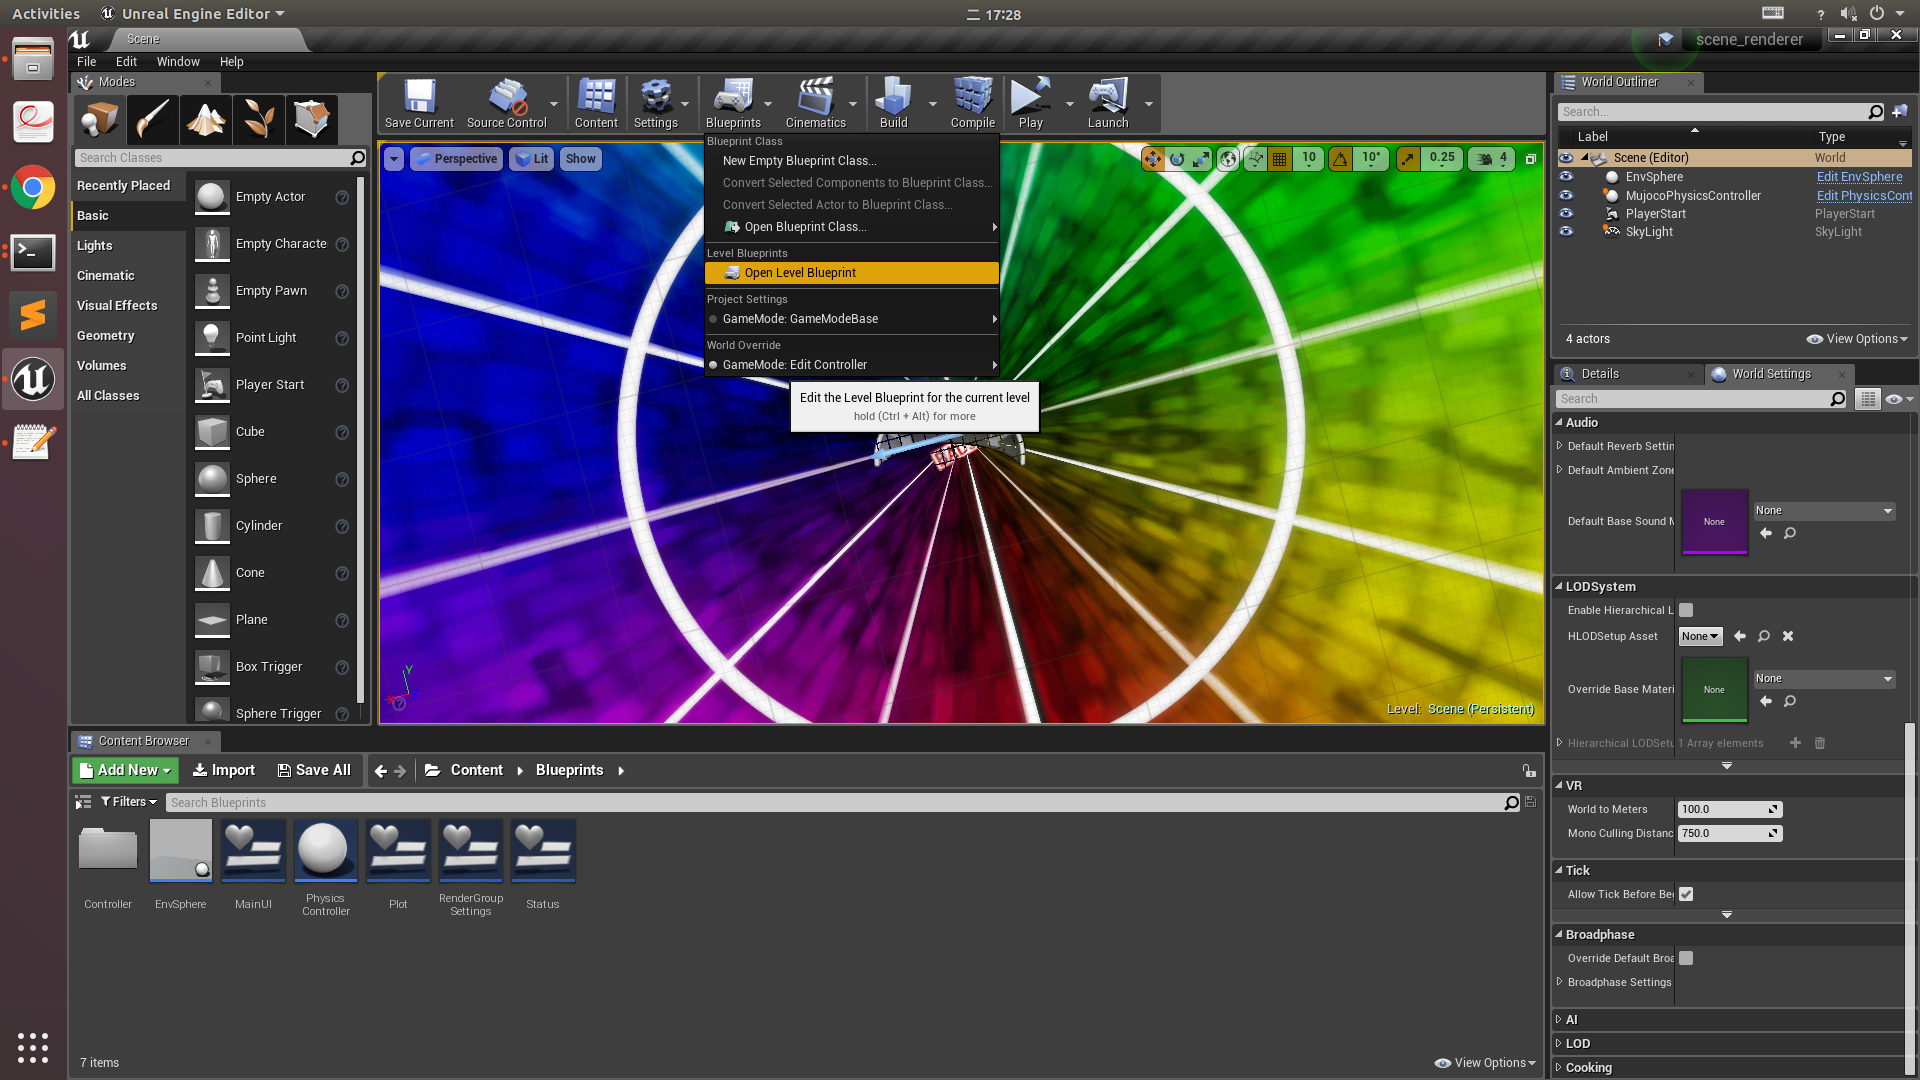 Activities
Unreal Engine Editor
二 17:28
Scene
scene_renderer
File Edit Window Help
Modes
Search Classes
Recently Placed
Basic
Lights
Cinematic
Visual Effects
Geometry
Volumes
All Classes
Empty Actor
Empty Characte
Empty Pawn
Point Light
Player Start
Cube
Sphere
Cylinder
Cone
Plane
Box Trigger
Sphere Trigger
Save Current
Source Control
Content
Settings
Blueprints
Cinematics
Build
Compile
Play
Launch
Perspective
Lit
Show
10
10°
0.25
4
Blueprint Class
New Empty Blueprint Class...
Convert Selected Components to Blueprint Class...
Convert Selected Actor to Blueprint Class...
Open Blueprint Class...
Level Blueprints
Open Level Blueprint
Project Settings
GameMode: GameModeBase
World Override
GameMode: Edit Controller
Edit the Level Blueprint for the current level
hold (Ctrl + Alt) for more
Y
Level: Scene (Persistent)
World Outliner
Search...
Label Type
Scene (Editor) World
EnvSphere Edit EnvSphere
MujocoPhysicsController Edit PhysicsCont
PlayerStart PlayerStart
SkyLight SkyLight
4 actors
View Options
Details
World Settings
Search
Audio
Default Reverb Settin
Default Ambient Zone
Default Base Sound M
None
None
LODSystem
Enable Hierarchical L
HLODSetup Asset
None
Override Base Materi
None
None
Hierarchical LODSetu 1 Array elements
VR
World to Meters 100.0
Mono Culling Distanc 750.0
Tick
Allow Tick Before Be
Broadphase
Override Default Broa
Broadphase Settings
AI
LOD
Cooking
Content Browser
Add New
Import
Save All
Content
Blueprints
Filters
Search Blueprints
Controller
EnvSphere
MainUI
Physics
Controller
Plot
RenderGroup
Settings
Status
7 items
View Options